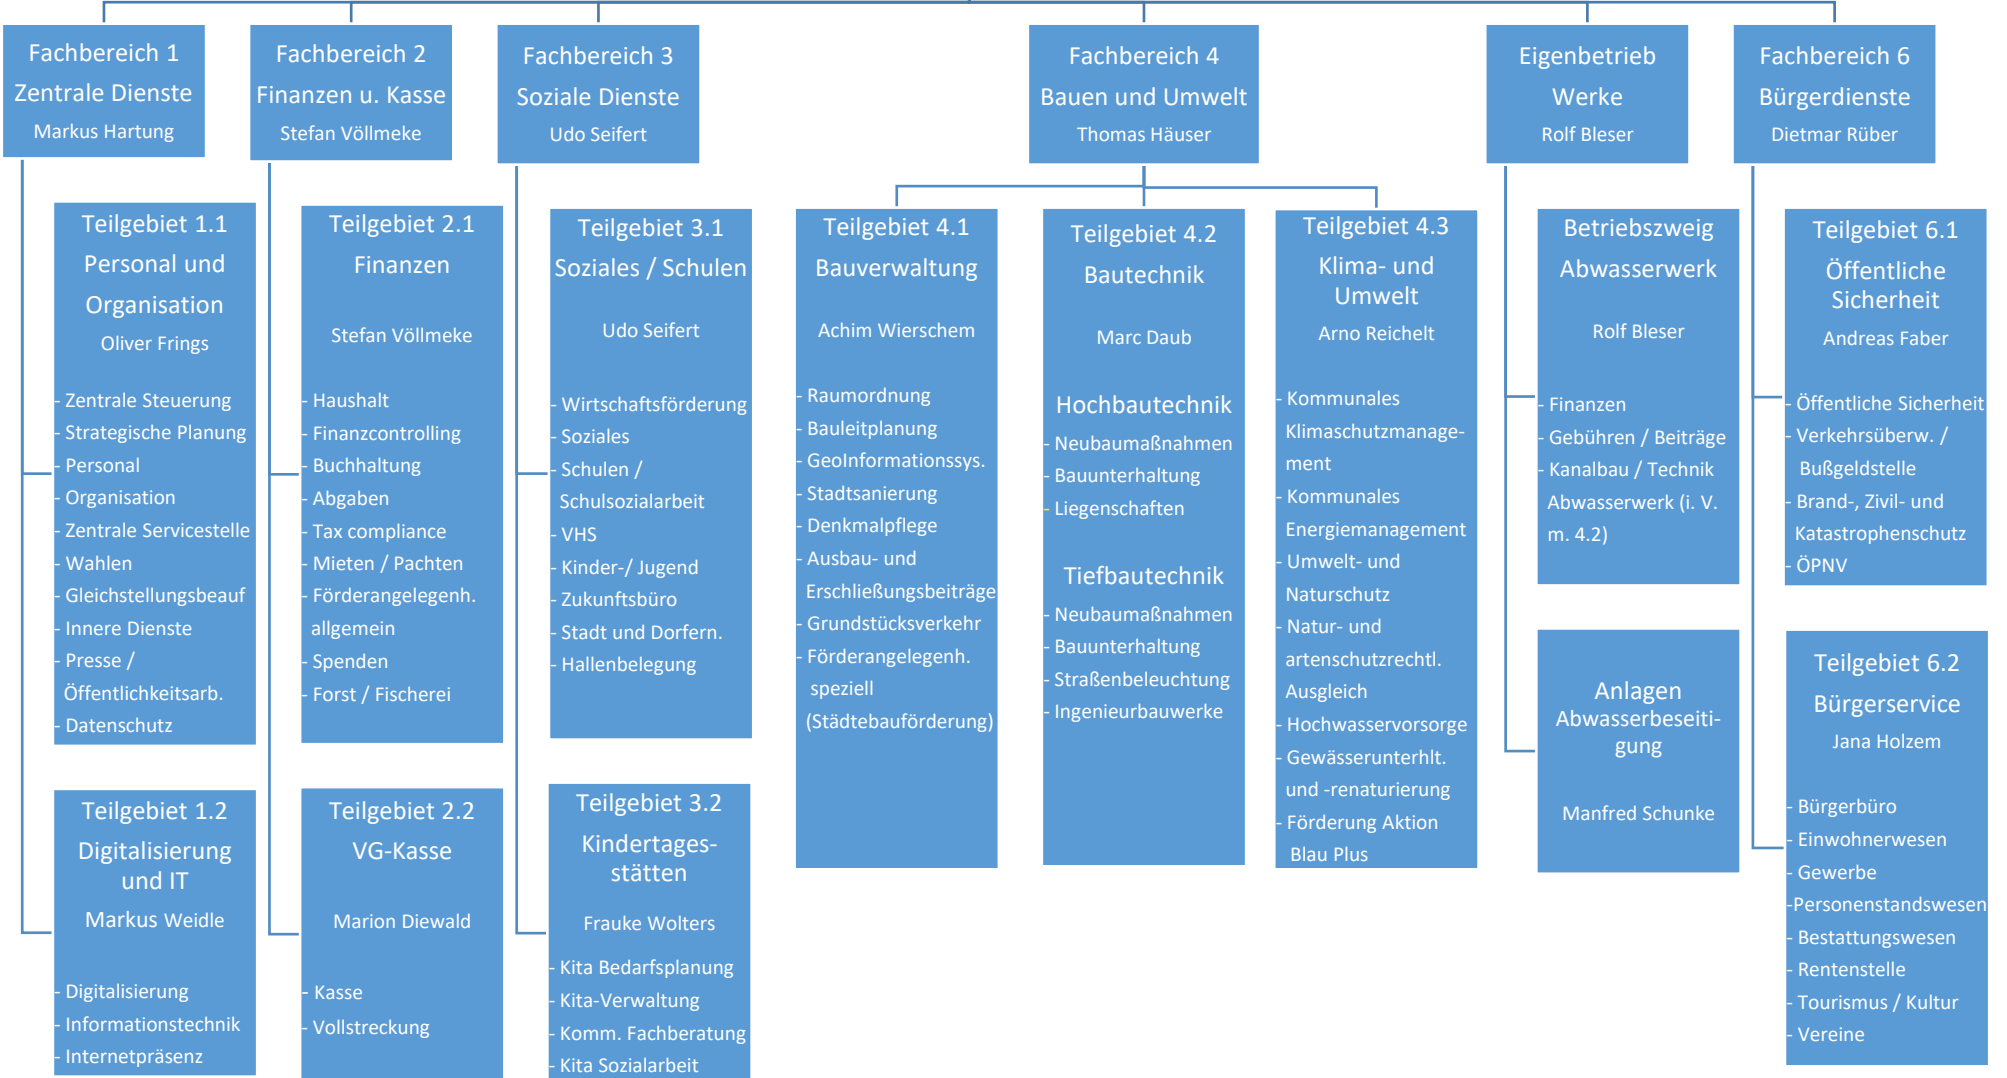 Fachbereich 1
Zentrale Dienste
Markus Hartung
Fachbereich 2
Finanzen u. Kasse
Stefan Völlmeke
Fachbereich 3
Soziale Dienste
Udo Seifert
Fachbereich 4
Bauen und Umwelt
Thomas Häuser
Eigenbetrieb
Werke
Rolf Bleser
Fachbereich 6
Bürgerdienste
Dietmar Rüber
Teilgebiet 1.1
Personal und
Organisation
Oliver Frings
- Zentrale Steuerung
- Strategische Planung
- Personal
- Organisation
- Zentrale Servicestelle
- Wahlen
- Gleichstellungsbeauf
- Innere Dienste
- Presse /
Öffentlichkeitsarb.
- Datenschutz
Teilgebiet 1.2
Digitalisierung
und IT
Markus Weidle
- Digitalisierung
- Informationstechnik
- Internetpräsenz
Teilgebiet 2.1
Finanzen
Stefan Völlmeke
- Haushalt
- Finanzcontrolling
- Buchhaltung
- Abgaben
- Tax compliance
- Mieten / Pachten
- Förderangelegenh.
allgemein
- Spenden
- Forst / Fischerei
Teilgebiet 2.2
VG-Kasse
Marion Diewald
- Kasse
- Vollstreckung
Teilgebiet 3.1
Soziales / Schulen
Udo Seifert
- Wirtschaftsförderung
- Soziales
- Schulen /
Schulsozialarbeit
- VHS
- Kinder-/ Jugend
- Zukunftsbüro
- Stadt und Dorfern.
- Hallenbelegung
Teilgebiet 3.2
Kindertages-
stätten
Frauke Wolters
- Kita Bedarfsplanung
- Kita-Verwaltung
- Komm. Fachberatung
- Kita Sozialarbeit
Teilgebiet 4.1
Bauverwaltung
Achim Wierschem
- Raumordnung
- Bauleitplanung
- GeoInformationssys.
- Stadtsanierung
- Denkmalpflege
- Ausbau- und
Erschließungsbeiträge
- Grundstücksverkehr
- Förderangelegenh.
speziell
(Städtebauförderung)
Teilgebiet 4.2
Bautechnik
Marc Daub
Hochbautechnik
- Neubaumaßnahmen
- Bauunterhaltung
- Liegenschaften
Tiefbautechnik
- Neubaumaßnahmen
- Bauunterhaltung
- Straßenbeleuchtung
- Ingenieurbauwerke
Teilgebiet 4.3
Klima- und
Umwelt
Arno Reichelt
- Kommunales
Klimaschutzmanage-
ment
- Kommunales
Energiemanagement
- Umwelt- und
Naturschutz
- Natur- und
artenschutzrechtl.
Ausgleich
- Hochwasservorsorge
- Gewässerunterhlt.
und -renaturierung
- Förderung Aktion
Blau Plus
Betriebszweig
Abwasserwerk
Rolf Bleser
- Finanzen
- Gebühren / Beiträge
- Kanalbau / Technik
Abwasserwerk (i. V.
m. 4.2)
Anlagen
Abwasserbeseiti-
gung
Manfred Schunke
Teilgebiet 6.1
Öffentliche
Sicherheit
Andreas Faber
- Öffentliche Sicherheit
- Verkehrsüberw. /
Bußgeldstelle
- Brand-, Zivil- und
Katastrophenschutz
- ÖPNV
Teilgebiet 6.2
Bürgerservice
Jana Holzem
- Bürgerbüro
- Einwohnerwesen
- Gewerbe
-Personenstandswesen
- Bestattungswesen
- Rentenstelle
- Tourismus / Kultur
- Vereine